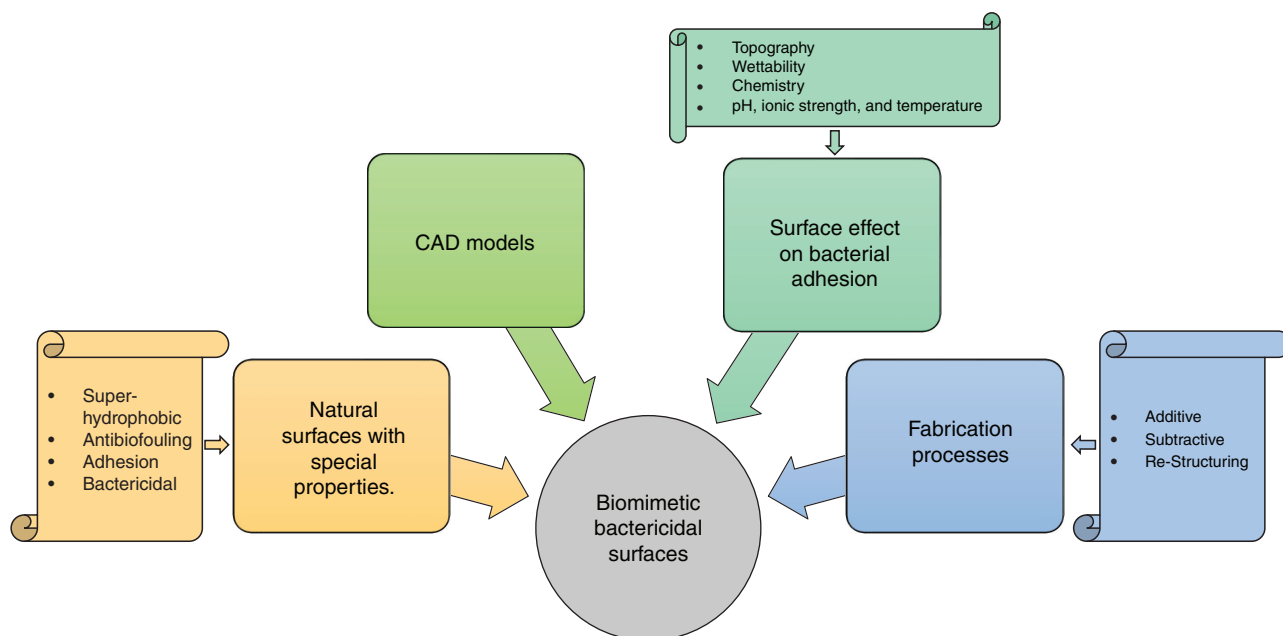 • Topography
• Wettability
• Chemistry
• pH, ionic strength, and temperature
CAD models
Surface effect
on bacterial
adhesion
• Super-
hydrophobic
• Antibiofouling
• Adhesion
• Bactericidal
Natural
surfaces with
special
properties.
Fabrication
processes
• Additive
• Subtractive
• Re-Structuring
Biomimetic
bactericidal
surfaces